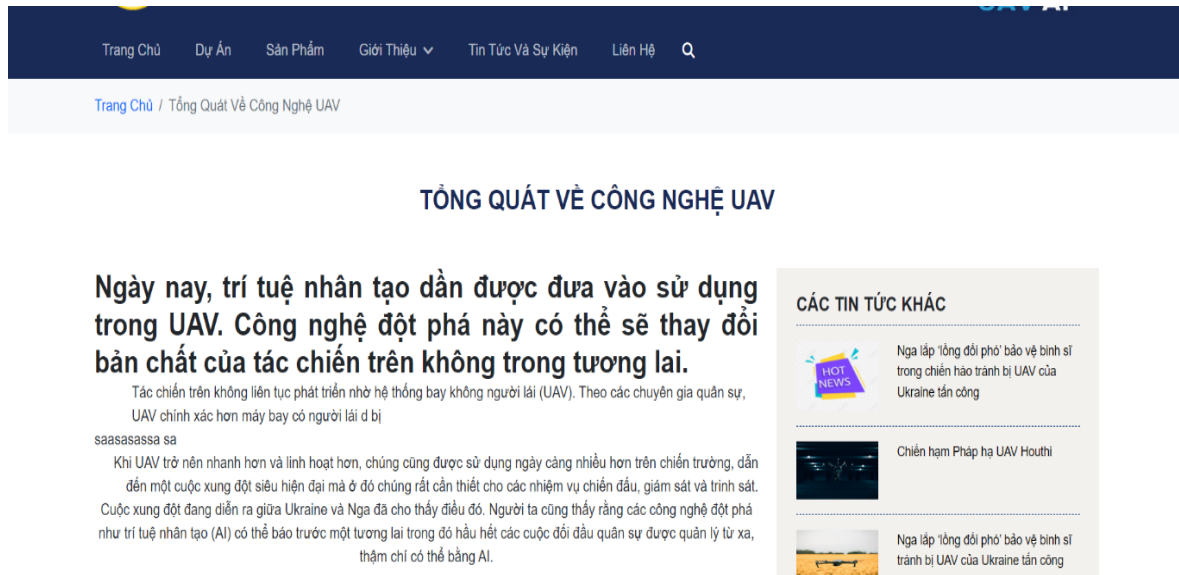 UAV AI
Trang Chủ
Dự Án
Sản Phẩm
Giới Thiệu
Tin Tức Và Sự Kiện
Liên Hệ
Trang Chủ / Tổng Quát Về Công Nghệ UAV
TỔNG QUÁT VỀ CÔNG NGHỆ UAV
Ngày nay, trí tuệ nhân tạo dần được đưa vào sử dụng
trong UAV. Công nghệ đột phá này có thể sẽ thay đổi
bản chất của tác chiến trên không trong tương lai.
Tác chiến trên không liên tục phát triển nhờ hệ thống bay không người lái (UAV). Theo các chuyên gia quân sự,
UAV chính xác hơn máy bay có người lái d bị
saasasassa sa
Khi UAV trở nên nhanh hơn và linh hoạt hơn, chúng cũng được sử dụng ngày càng nhiều hơn trên chiến trường, dẫn
đến một cuộc xung đột siêu hiện đại mà ở đó chúng rất cần thiết cho các nhiệm vụ chiến đấu, giám sát và trinh sát.
Cuộc xung đột đang diễn ra giữa Ukraine và Nga đã cho thấy điều đó. Người ta cũng thấy rằng các công nghệ đột phá
như trí tuệ nhân tạo (AI) có thể báo trước một tương lai trong đó hầu hết các cuộc đối đầu quân sự được quản lý từ xa,
thậm chí có thể bằng AI.
CÁC TIN TỨC KHÁC
HOT
NEWS
Nga lắp 'lồng đối phó' bảo vệ binh sĩ
trong chiến hào tránh bị UAV của
Ukraine tấn công
Chiến hạm Pháp hạ UAV Houthi
Nga lắp 'lồng đối phó' bảo vệ binh sĩ
tránh bị UAV của Ukraine tấn công